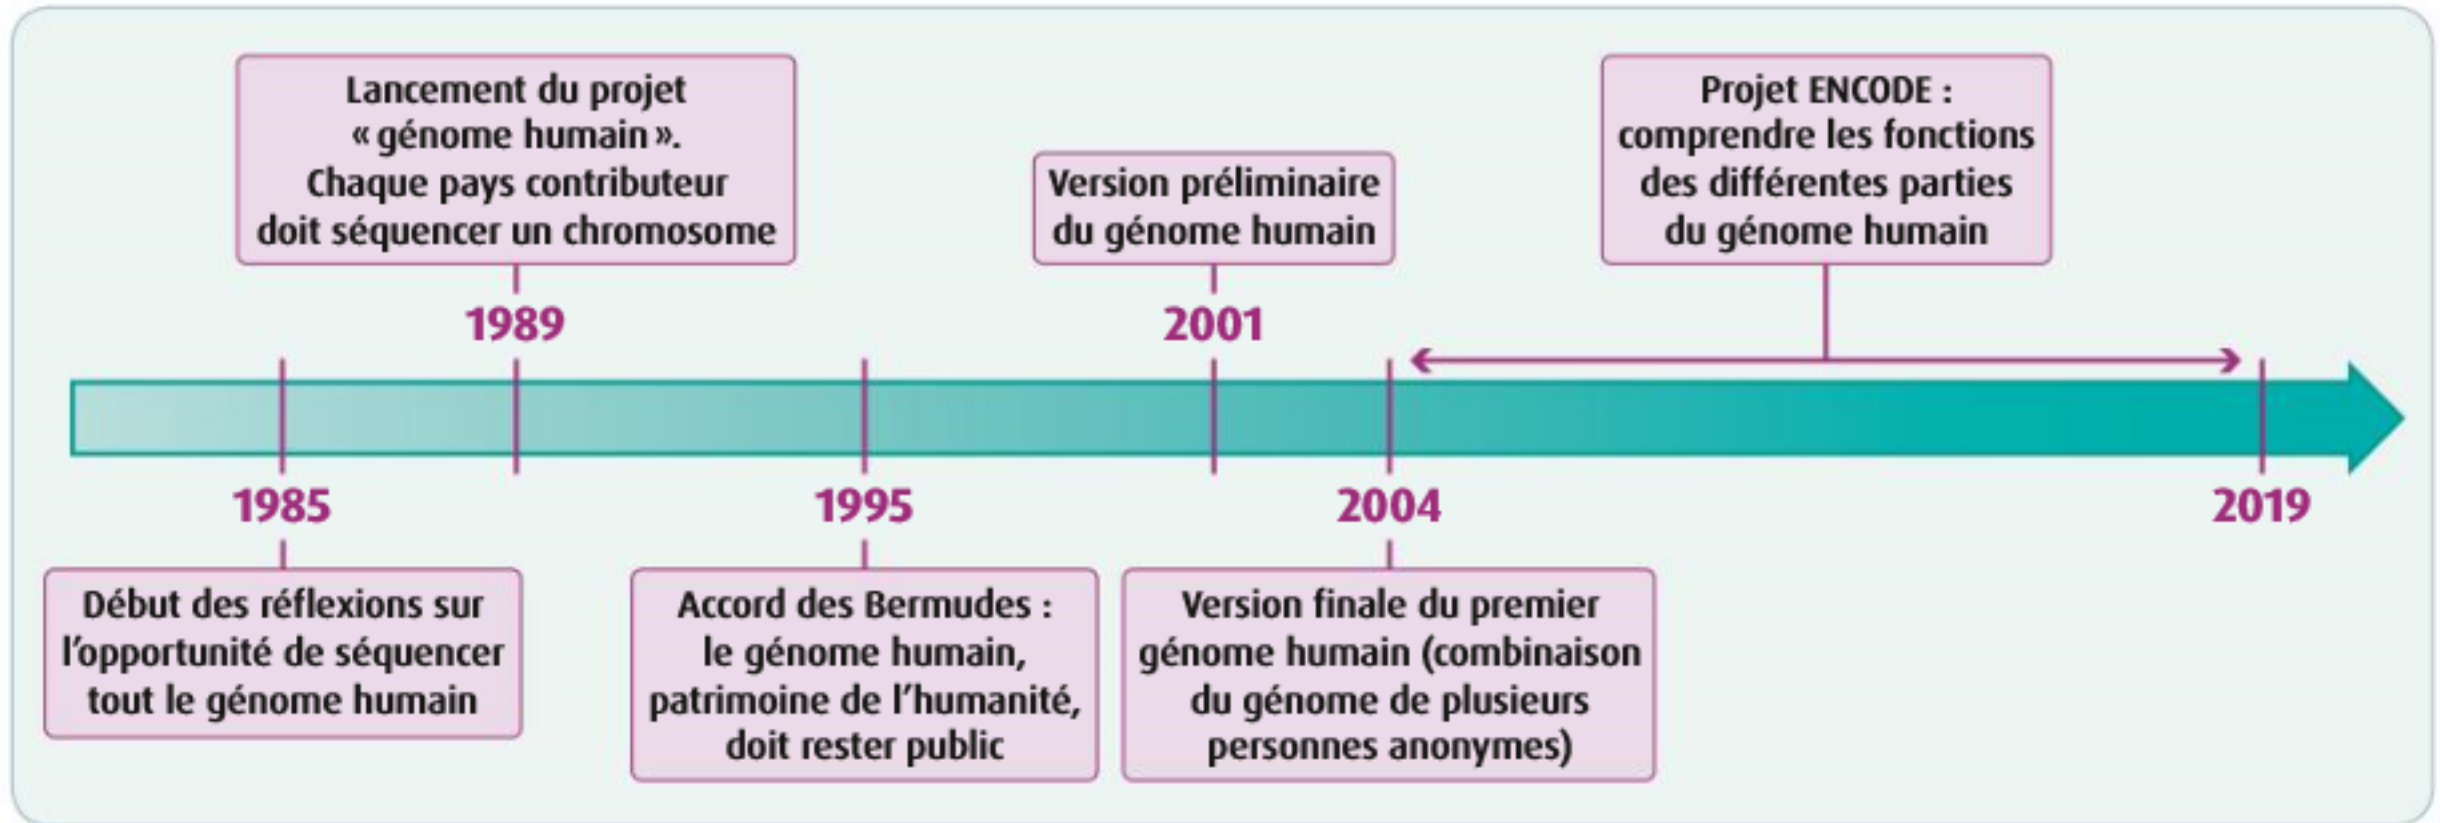 Lancement du projet
« génome humain ».
Chaque pays contributeur
doit séquencer un chromosome
1989
Version préliminaire
du génome humain
2001
Projet ENCODE :
comprendre les fonctions
des différentes parties
du génome humain
1985
Début des réflexions sur
l'opportunité de séquencer
tout le génome humain
1995
Accord des Bermudes :
le génome humain,
patrimoine de l'humanité,
doit rester public
2004
Version finale du premier
génome humain (combinaison
du génome de plusieurs
personnes anonymes)
2019